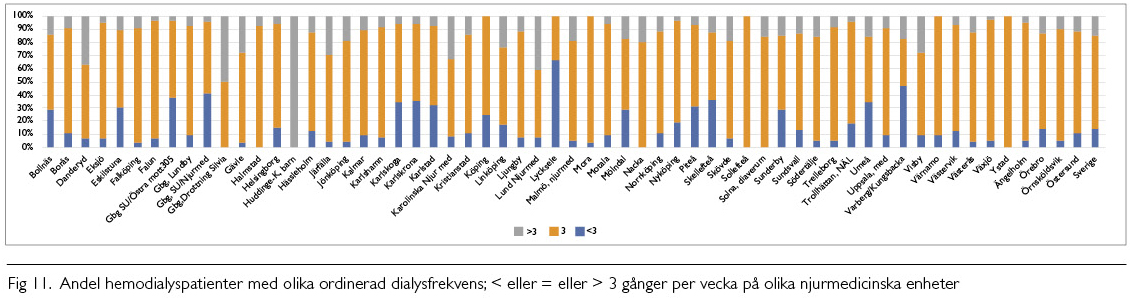 100%
90%
80%
70%
60%
50%
40%
30%
20%
10%
0%
Bollnäs
Borås
Danderyd
Eksjö
Eskilstuna
Falköping
Falun
Gbg SU/Östra mott305
Gbg, Lundby
Gbg, SU/Njurmed
Gbg,Drottning Silvia
Gävle
Halmstad
Helsingborg
Huddinge,K, barn
Hässleholm
Järfälla
Jönköping
Kalmar
Karlshamn
Karlskoga
Karlskrona
Karlstad
Karolinska Njur med
Kristianstad
Köping
Linköping
Ljungby
Lund Njurmed
Lycksele
Malmö, njurmed
Mora
Motala
Mölndal
Nacka
Norrköping
Nyköping
Piteå
Skellefteå
Skövde
Sollefteå
Solna, diaverum
Sunderby
Sundsvall
Södertälje
Trelleborg
Trollhättan, NÄL
Umeå
Uppsala, med
Varberg/Kungsbacka
Visby
Värnamo
Västervik
Västerås
Växjö
Ystad
Ängelholm
Örebro
Örnsköldsvik
Östersund
Sverige
>3 3 <3
Fig 11. Andel hemodialyspatienter med olika ordinerad dialysfrekvens; < eller = eller > 3 gånger per vecka på olika njurmedicinska enheter